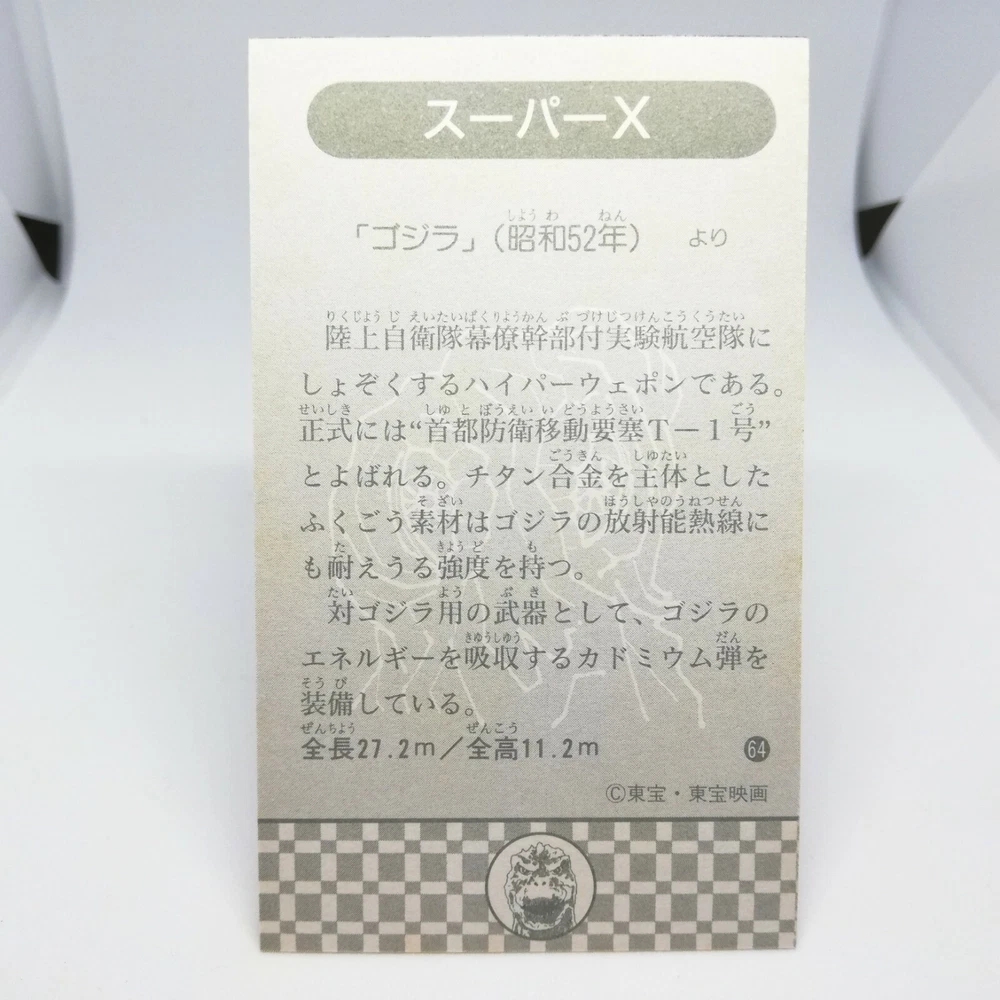 スーパーX
「ゴジラ」(昭和52年) より
陸上自衛隊幕僚幹部付実験航空隊に
しょぞくするハイパーウェポンである。
正式には“首都防衛移動要塞T－1号”
とよばれる。チタン合金を主体とした
ふくごう素材はゴジラの放射能熱線に
も耐えうる強度を持つ。
対ゴジラ用の武器として、ゴジラの
エネルギーを吸収するカドミウム弾を
装備している。
全長27.2m／全高11.2m
64
©東宝・東宝映画